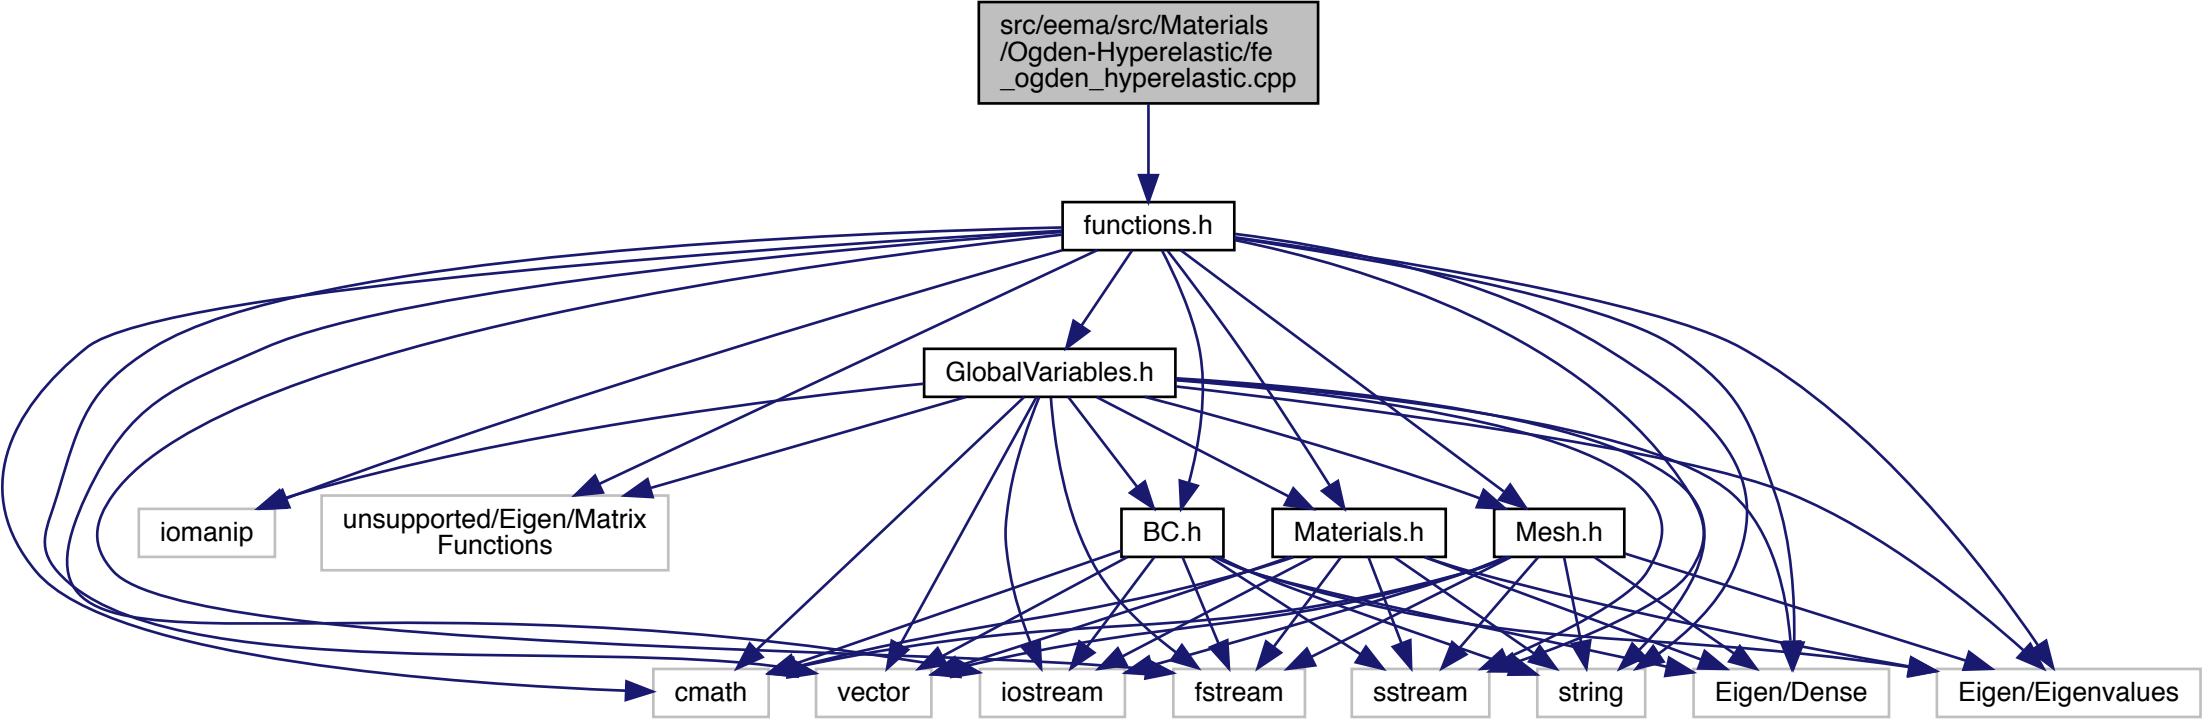 src/eema/src/Materials
/Ogden-Hyperelastic/fe
_ogden_hyperelastic.cpp
functions.h
GlobalVariables.h
iomanip
unsupported/Eigen/Matrix
Functions
BC.h
Materials.h
Mesh.h
cmath
vector
iostream
fstream
sstream
string
Eigen/Dense
Eigen/Eigenvalues